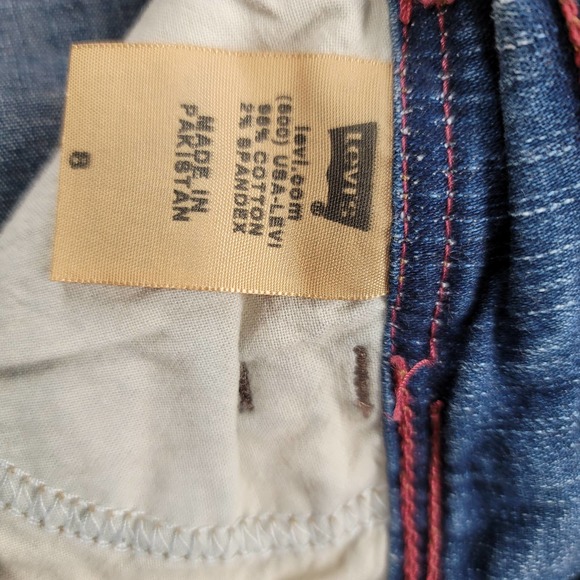 Levi's
®
levi.com
(800) USA-LEVI
98% COTTON
2% SPANDEX
MADE IN
PAKISTAN
8